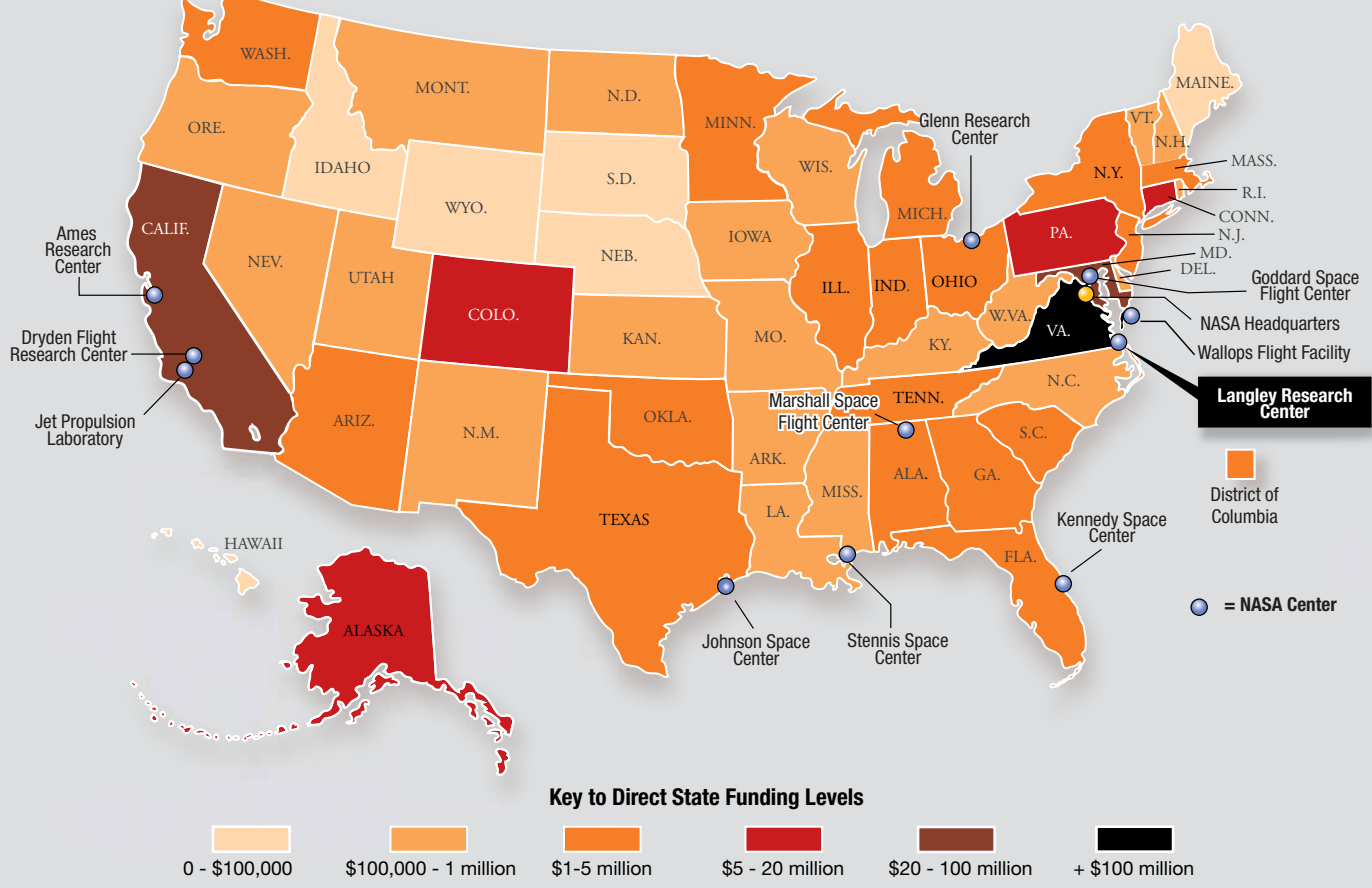 WASH.
MONT.
N.D.
MINN.
ORE.
IDAHO
S.D.
WYO.
WIS.
MICH.
Glenn Research
Center
MAINE.
VT.
N.H.
N.Y.
MASS.
R.I.
CONN.
N.J.
MD.
DEL.
PA.
CALIF.
NEV.
UTAH
COLO.
NEB.
IOWA
ILL.
IND.
OHIO
W.VA.
VA.
KAN.
MO.
KY.
N.C.
TENN.
S.C.
ARIZ.
N.M.
OKLA.
ARK.
MISS.
ALA.
GA.
LA.
TEXAS
FLA.
HAWAII
ALASKA
Ames
Research
Center
Dryden Flight
Research Center
Jet Propulsion
Laboratory
Marshall Space
Flight Center
Goddard Space
Flight Center
NASA Headquarters
Wallops Flight Facility
Langley Research
Center
District of
Columbia
Kennedy Space
Center
Johnson Space
Center
Stennis Space
Center
= NASA Center
Key to Direct State Funding Levels
0 - $100,000
$100,000 - 1 million
$1-5 million
$5 - 20 million
$20 - 100 million
+ $100 million